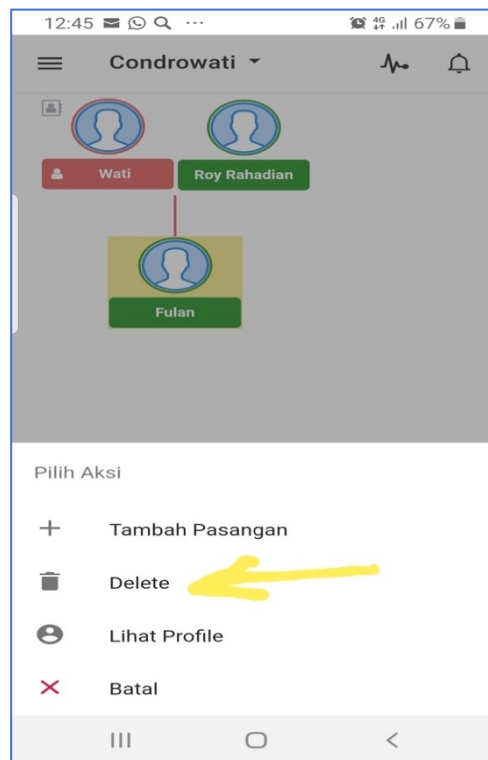 12:45 67%
Condrowati
Wati Roy Rahadian
Fulan
Pilih Aksi
Tambah Pasangan
Delete
Lihat Profile
Batal